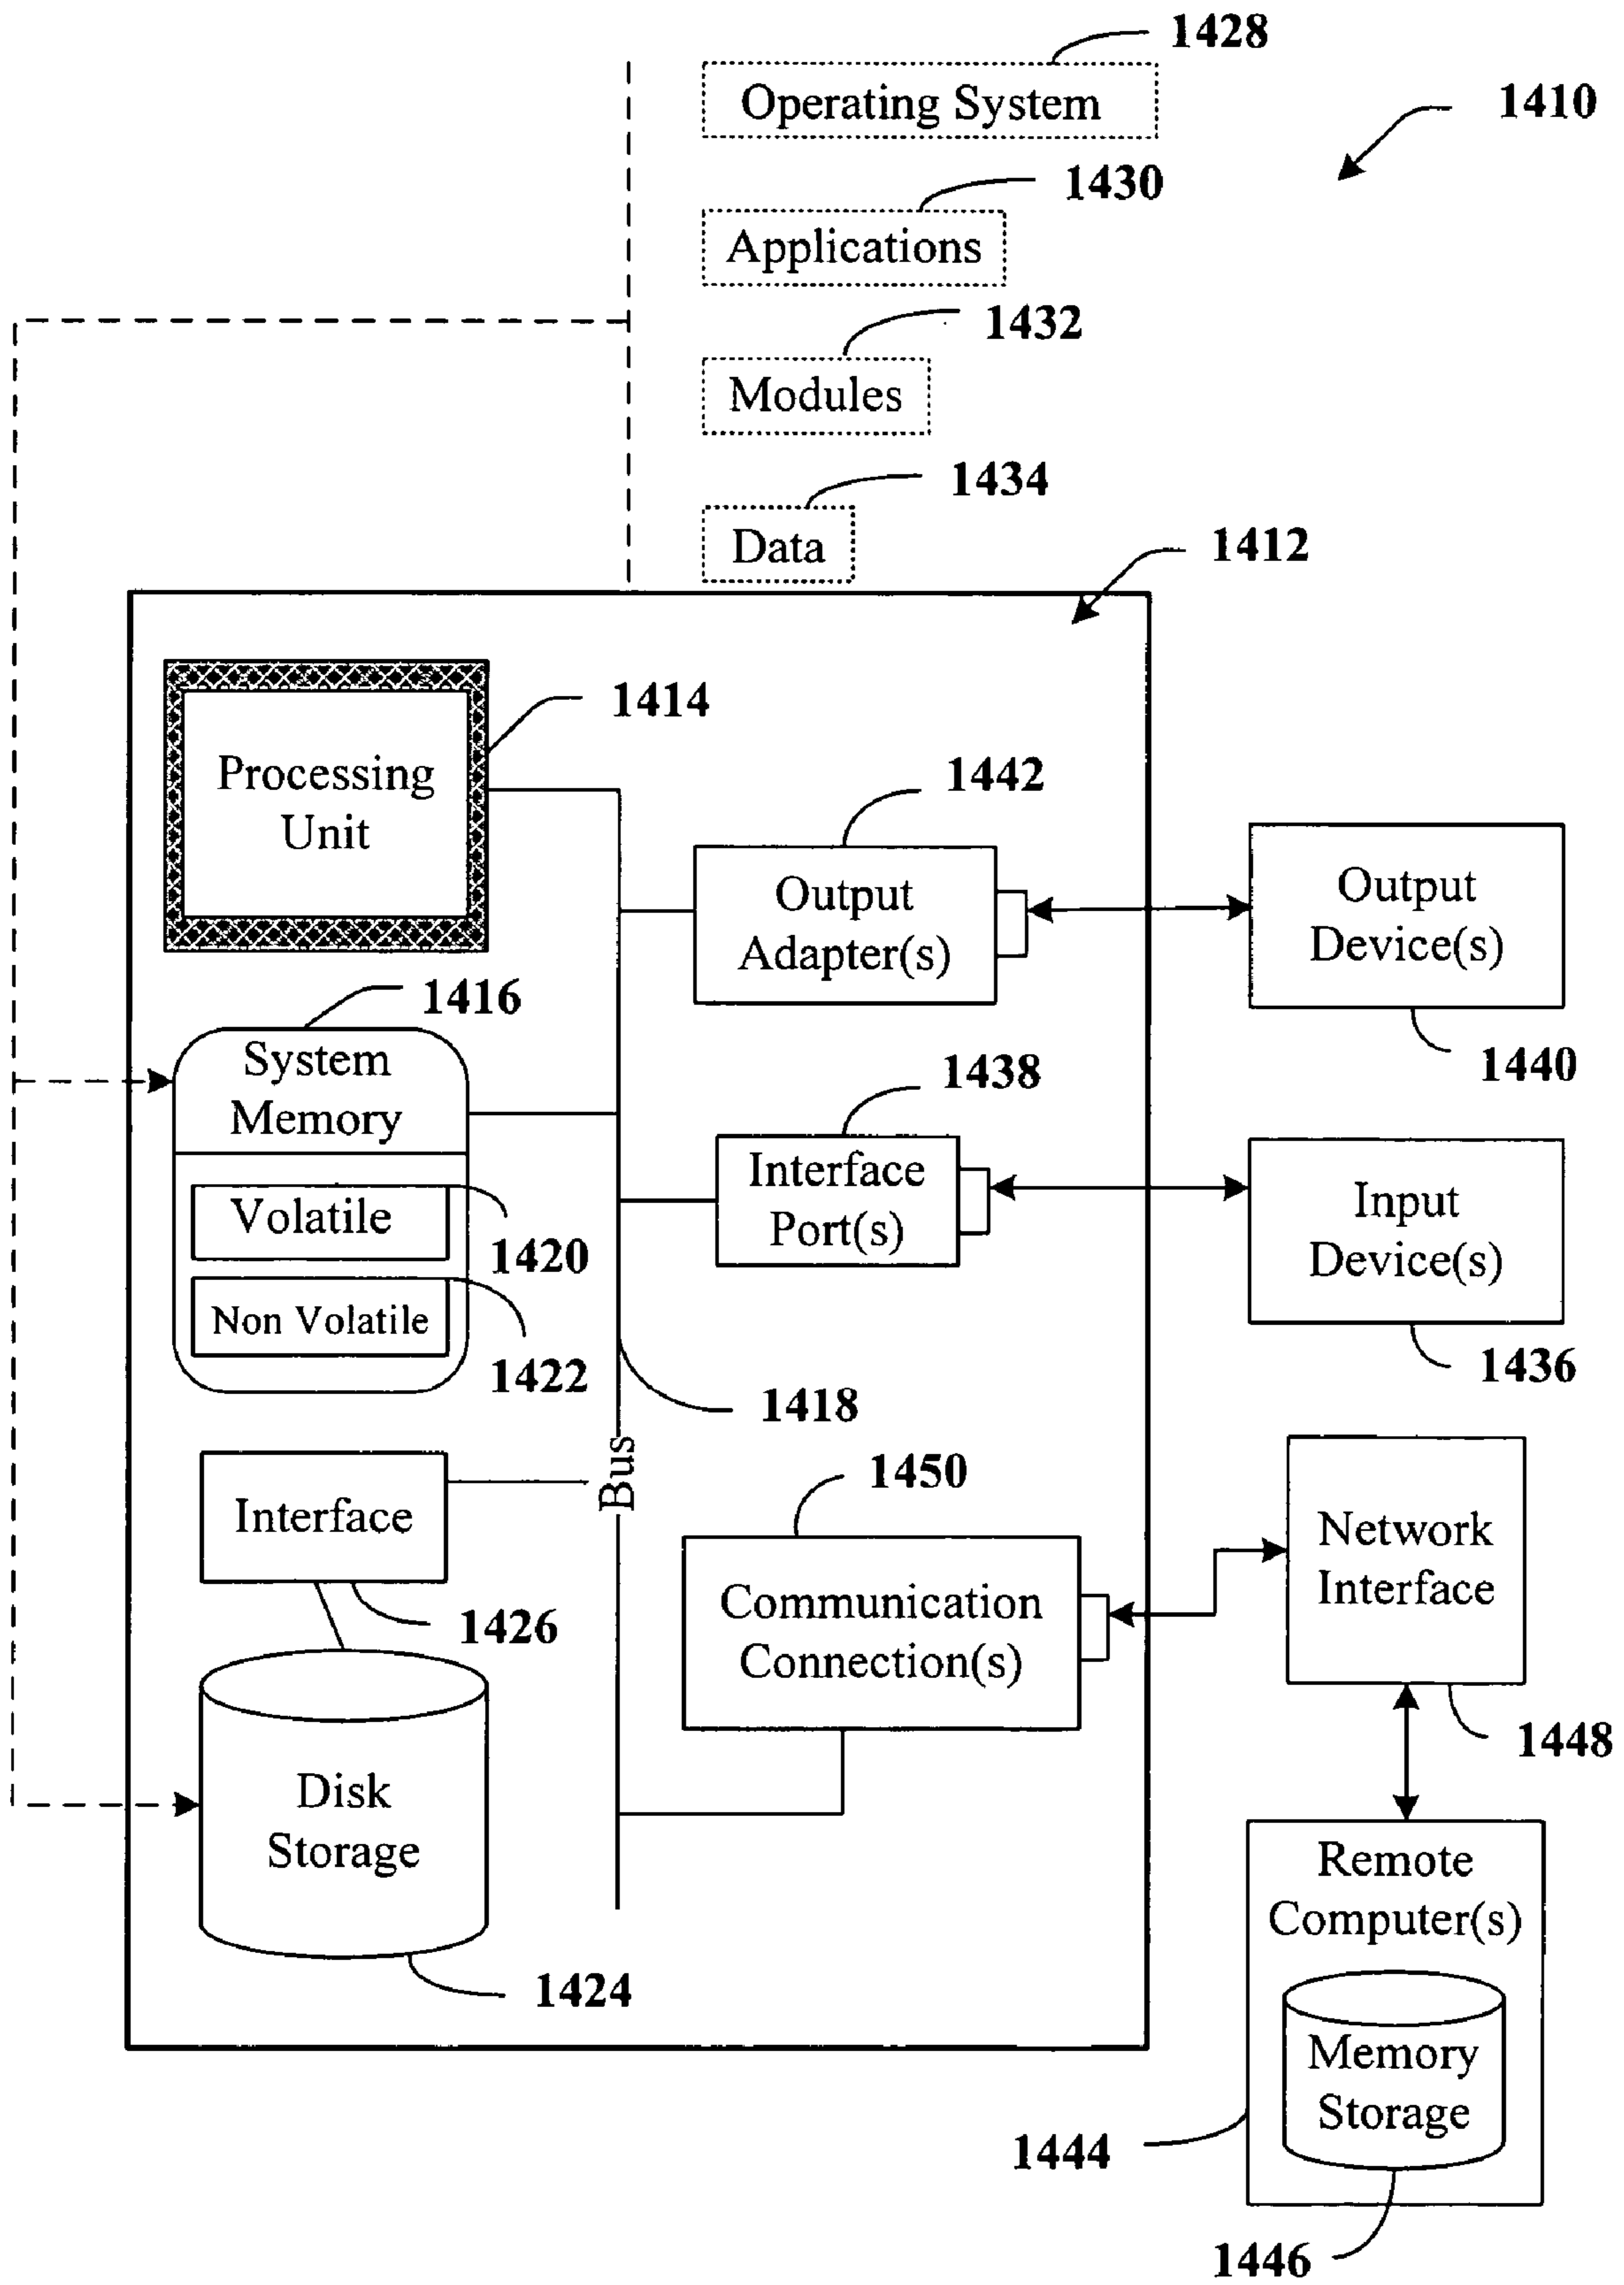 1428
Operating System
1410
1430
Applications
1432
Modules
1434
Data
1412
1414
Processing
Unit
1442
Output
Adapter(s)
Output
Device(s)
1440
1416
System
Memory
1438
Interface
Port(s)
Input
Device(s)
1436
Volatile
1420
Non Volatile
1422
1418
Bus
1450
Interface
1426
Communication
Connection(s)
Network
Interface
1448
Disk
Storage
1424
Remote
Computer(s)
Memory
Storage
1444
1446